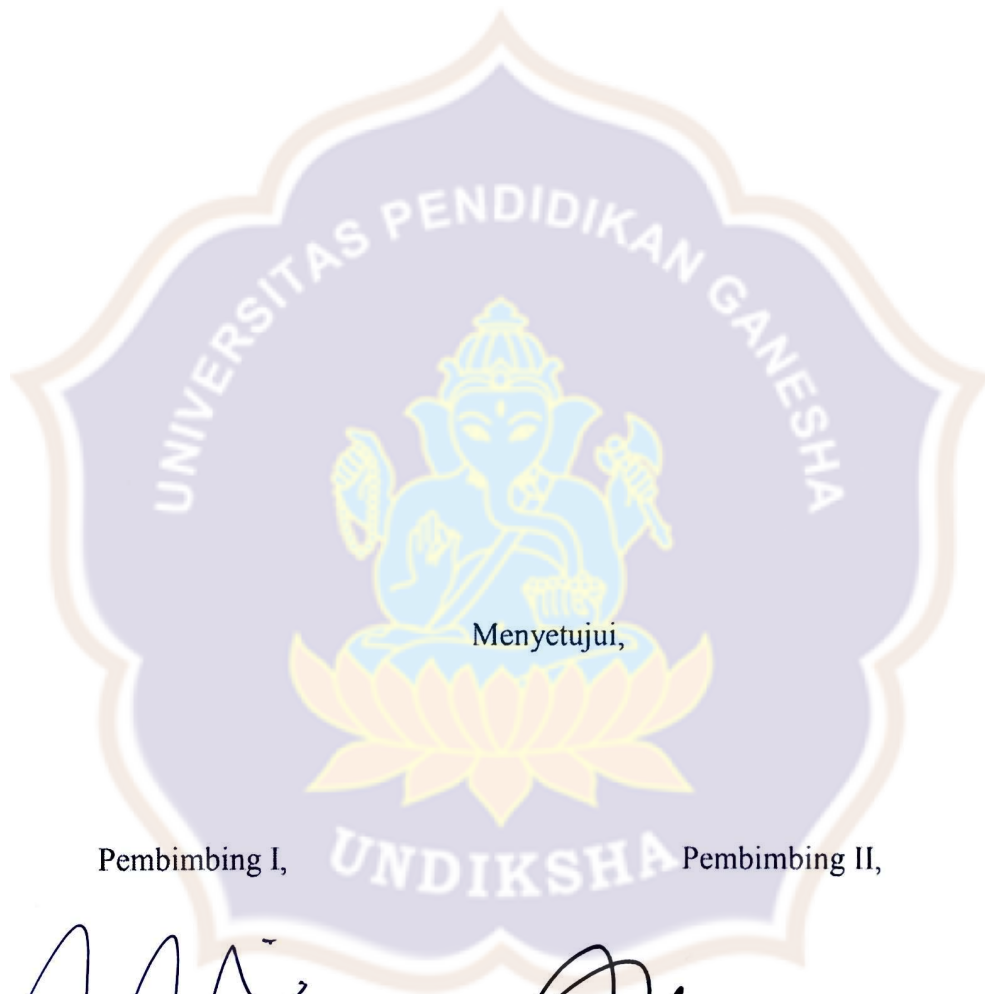 UNIVERSITAS PENDIDIKAN GANESHA
Menyetujui,
UNDIKSHA
Pembimbing I,
Pembimbing II,